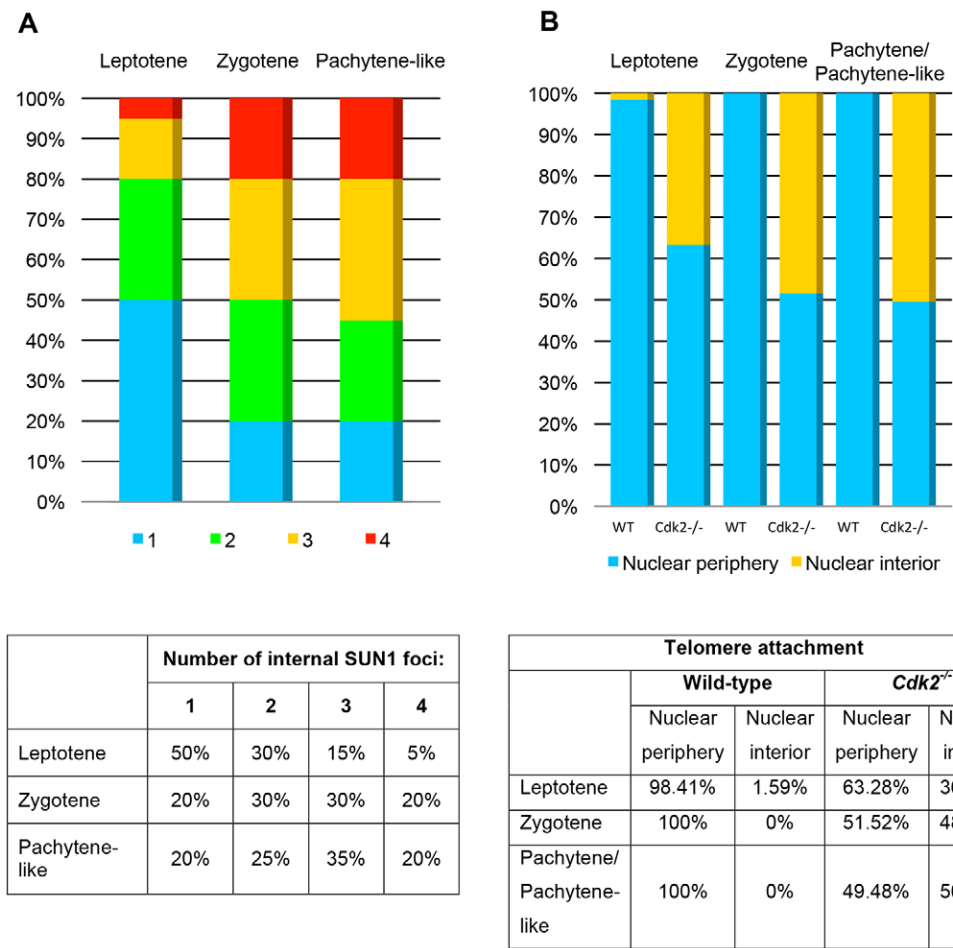 A
Leptotene Zygotene Pachytene-like
100%
90%
80%
70%
60%
50%
40%
30%
20%
10%
0%
1 2 3 4
B
Leptotene Zygotene Pachytene/
Pachytene-like
100%
90%
80%
70%
60%
50%
40%
30%
20%
10%
0%
WT Cdk2-/- WT Cdk2-/- WT Cdk2-/-
Nuclear periphery Nuclear interior
Number of internal SUN1 foci:
1 2 3 4
Leptotene 50% 30% 15% 5%
Zygotene 20% 30% 30% 20%
Pachytene-
like 20% 25% 35% 20%
Telomere attachment
Wild-type Cdk2-/-
Nuclear Nuclear Nuclear
periphery interior periphery
Leptotene 98.41% 1.59% 63.28%
Zygotene 100% 0% 51.52%
Pachytene/
Pachytene- 100% 0% 49.48%
like